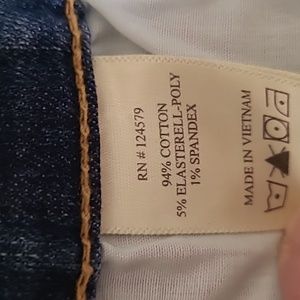 RN # 124579
94% COTTON
5% ELASTERELL-POLY
1% SPANDEX
MADE IN VIETNAM